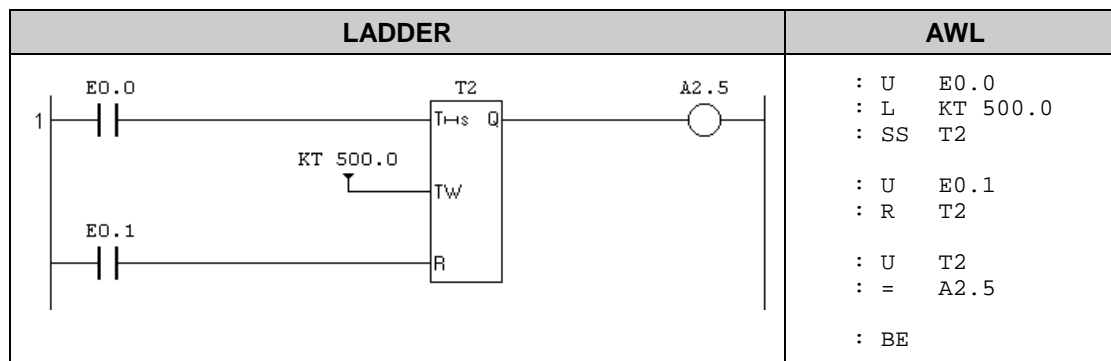 LADDER
AWL
E0.0 T2 A2.5
1
T⊢⊣s Q
KT 500.0
TW
E0.1
R
: U E0.0
: L KT 500.0
: SS T2
: U E0.1
: R T2
: U T2
: = A2.5
: BE